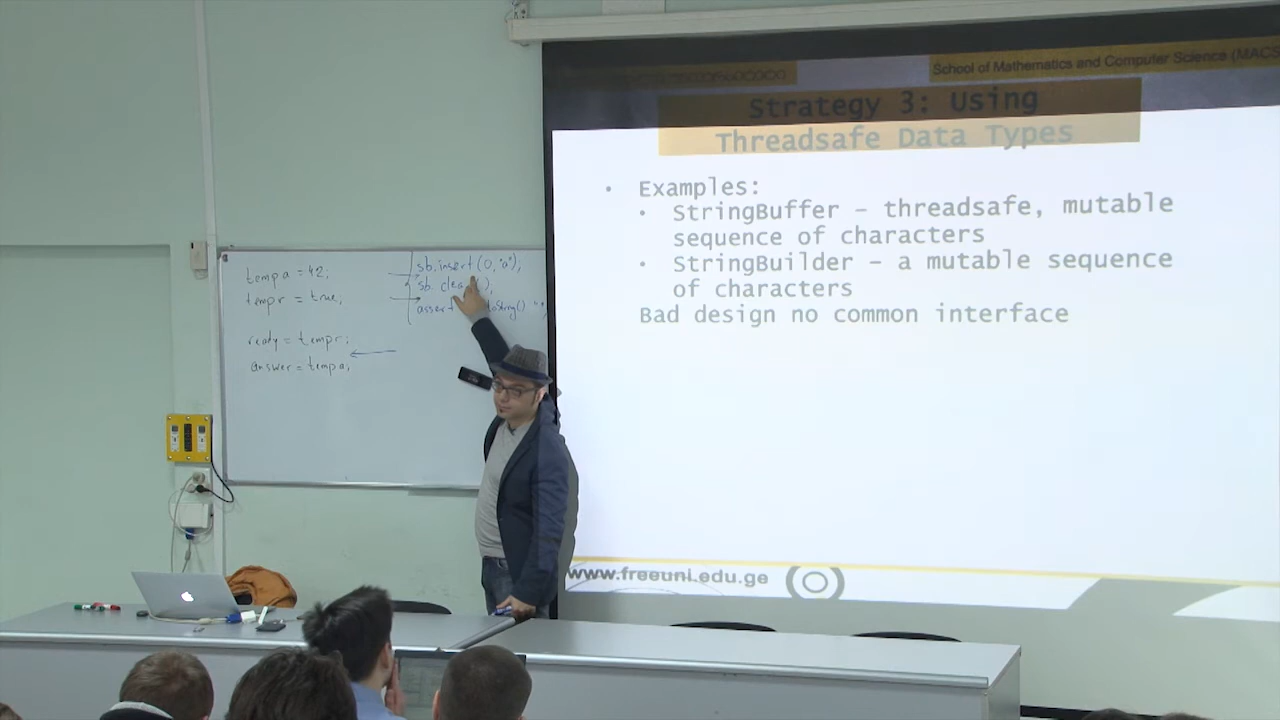 tempa = 42;
tempr = true;
ready = tempr;
answer = tempa;
sb.insert(0, "a");
sb.
assert
School of Mathematics and Computer Science (MACS
Strategy 3: Using
Threadsafe Data Types
• Examples:
• StringBuffer – threadsafe, mutable
sequence of characters
• StringBuilder – a mutable sequence
of characters
Bad design no common interface
www.freeuni.edu.ge